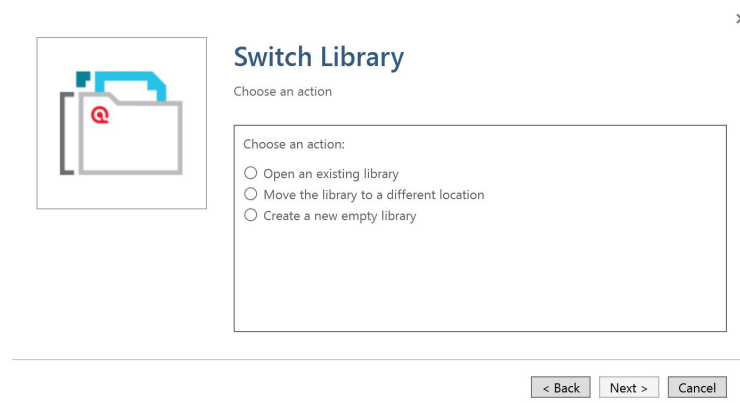 Switch Library
Choose an action
Choose an action:
Open an existing library
Move the library to a different location
Create a new empty library
< Back
Next >
Cancel